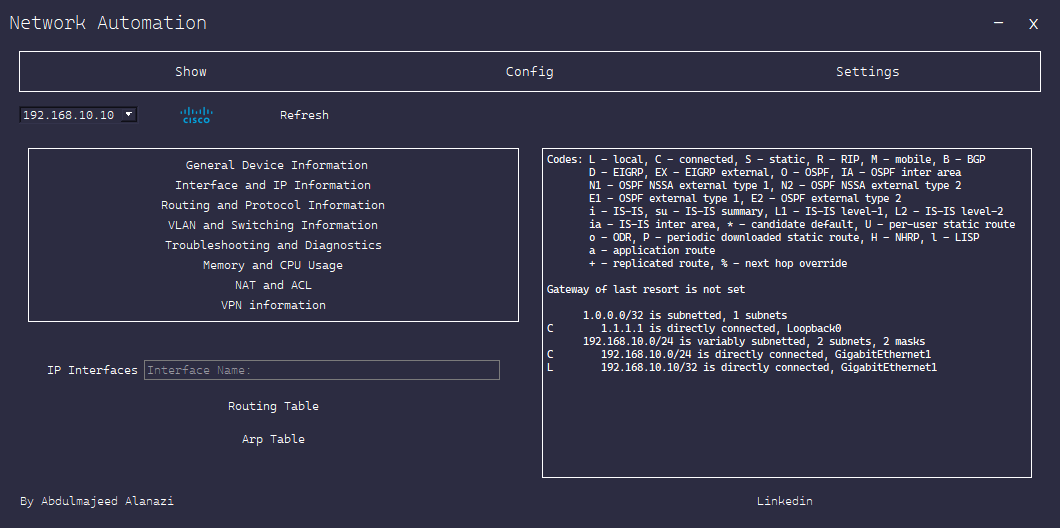 Network Automation
— x
Show Config Settings
192.168.10.10 cisco Refresh
General Device Information
Interface and IP Information
Routing and Protocol Information
VLAN and Switching Information
Troubleshooting and Diagnostics
Memory and CPU Usage
NAT and ACL
VPN information
IP Interfaces Interface Name:
Routing Table
Arp Table
Codes: L - local, C - connected, S - static, R - RIP, M - mobile, B - BGP
D - EIGRP, EX - EIGRP external, O - OSPF, IA - OSPF inter area
N1 - OSPF NSSA external type 1, N2 - OSPF NSSA external type 2
E1 - OSPF external type 1, E2 - OSPF external type 2
i - IS-IS, su - IS-IS summary, L1 - IS-IS level-1, L2 - IS-IS level-2
ia - IS-IS inter area, * - candidate default, U - per-user static route
o - ODR, P - periodic downloaded static route, H - NHRP, l - LISP
a - application route
+ - replicated route, % - next hop override
Gateway of last resort is not set
1.0.0.0/32 is subnetted, 1 subnets
C 1.1.1.1 is directly connected, Loopback0
192.168.10.0/24 is variably subnetted, 2 subnets, 2 masks
C 192.168.10.0/24 is directly connected, GigabitEthernet1
L 192.168.10.10/32 is directly connected, GigabitEthernet1
By Abdulmajeed Alanazi
Linkedin